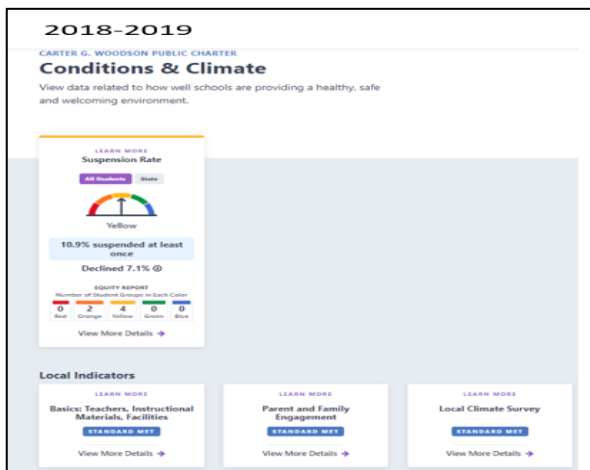 2018-2019
CARTER G. WOODSON PUBLIC CHARTER
Conditions & Climate
View data related to how well schools are providing a healthy, safe
and welcoming environment.
LEARN MORE
Suspension Rate
All Students State
Yellow
10.9% suspended at least
once
Declined 7.1%
EQUITY REPORT
Number of Student Groups in Each Color
0 2 4 0 0
Red Orange Yellow Green Blue
View More Details →
Local Indicators
LEARN MORE
Basics: Teachers, Instructional
Materials, Facilities
STANDARD MET
View More Details →
LEARN MORE
Parent and Family
Engagement
STANDARD MET
View More Details →
LEARN MORE
Local Climate Survey
STANDARD MET
View More Details →